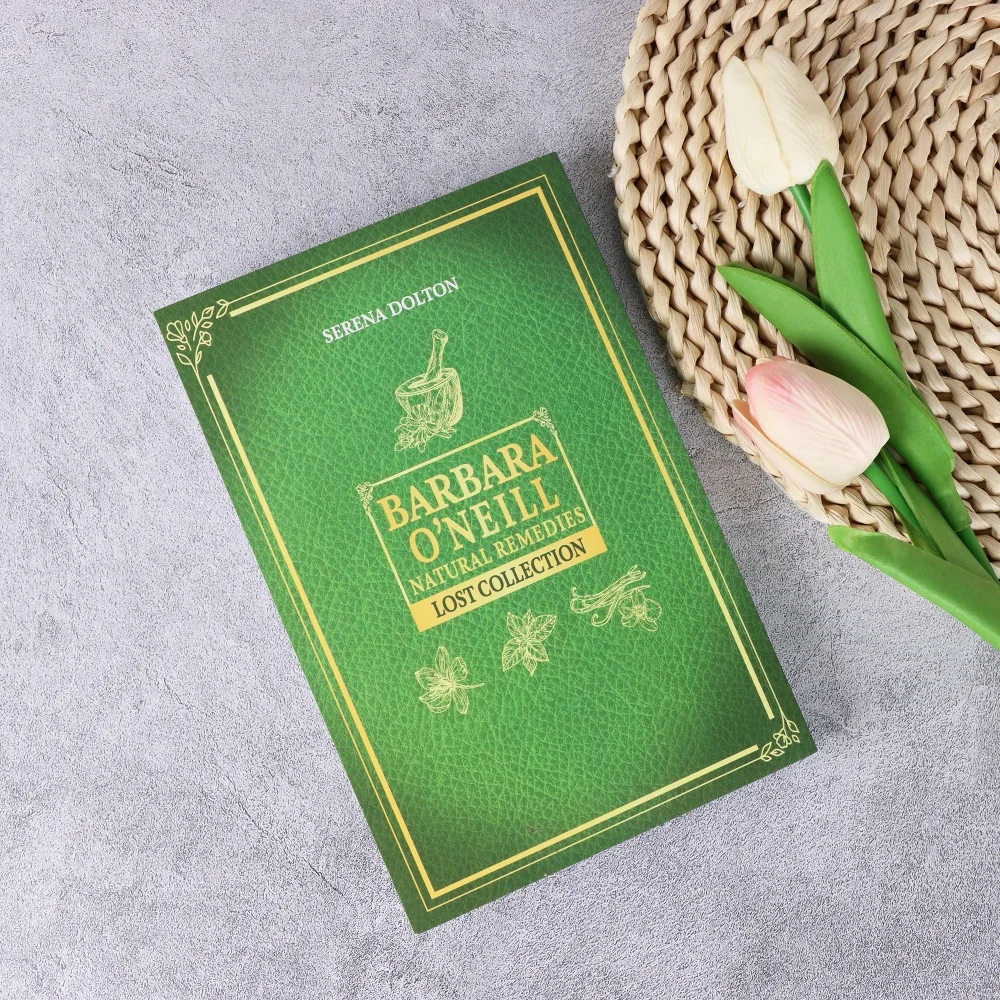 SERENA DOLTON
BARBARA
O'NEILL
NATURAL REMEDIES
LOST COLLECTION